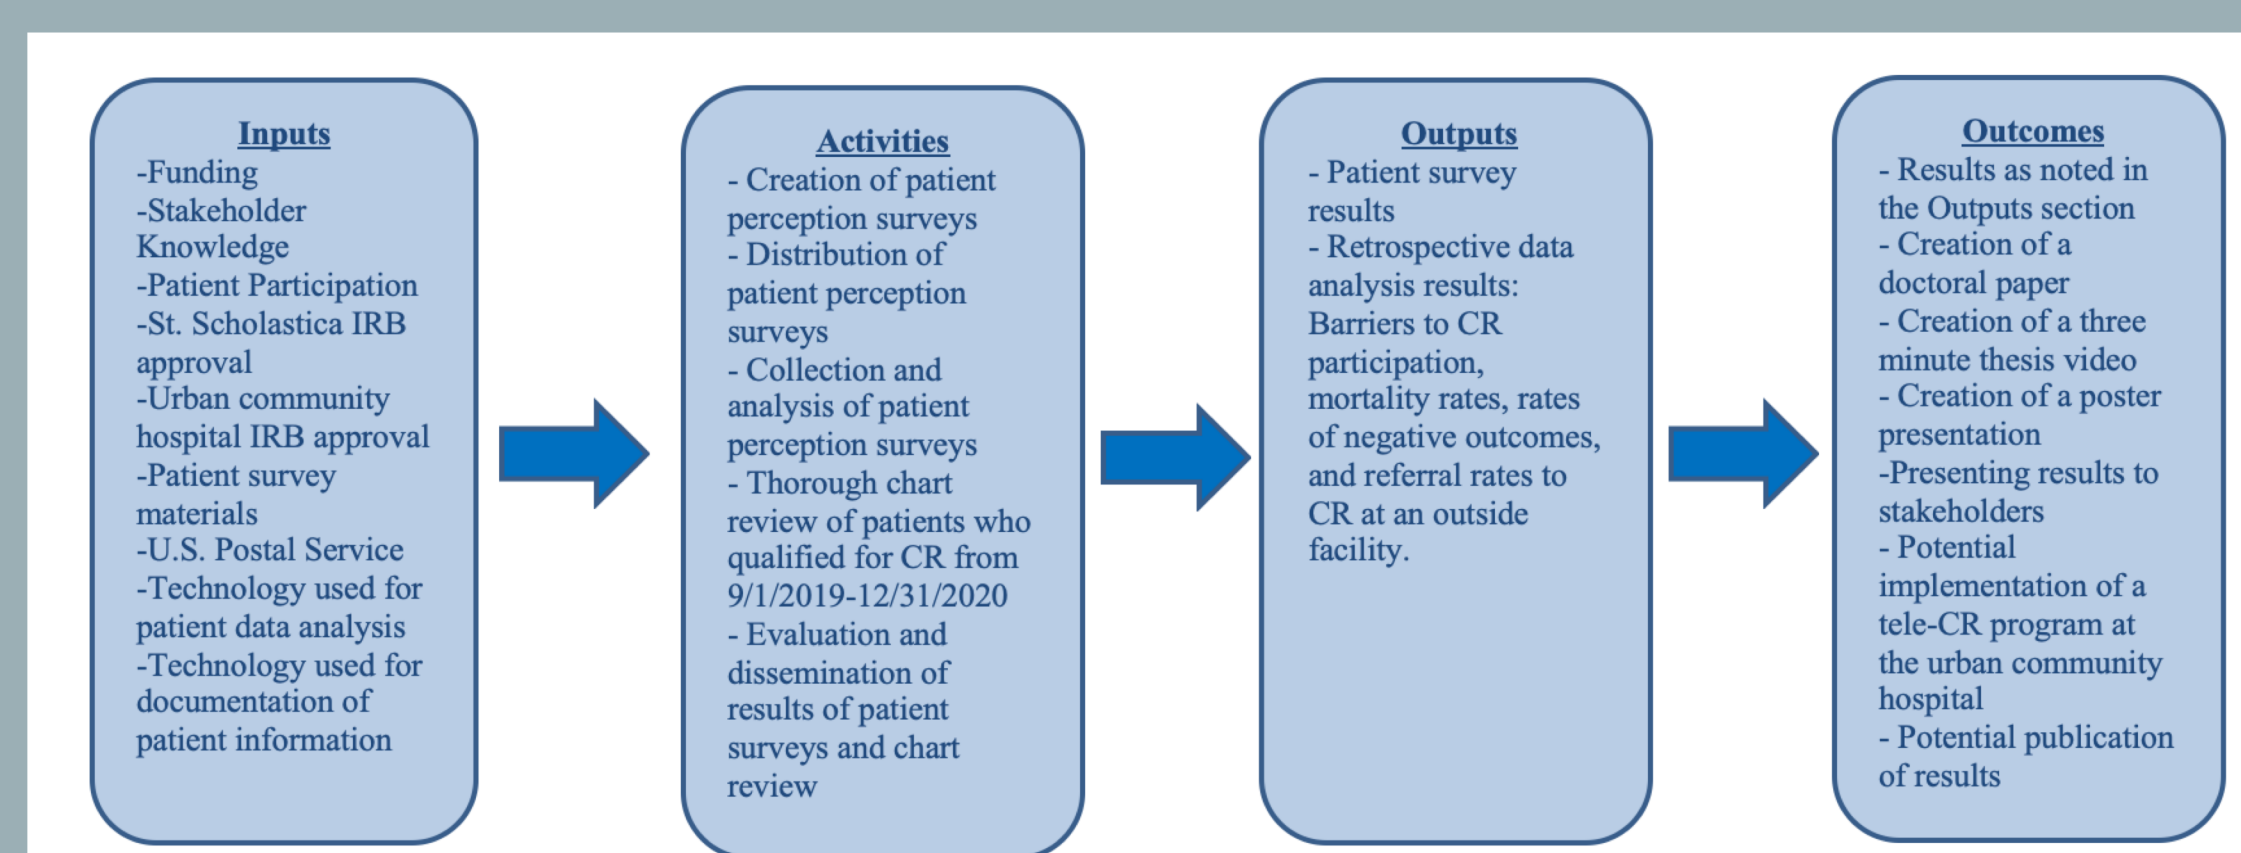 Inputs
-Funding
-Stakeholder
Knowledge
-Patient Participation
-St. Scholastica IRB
approval
-Urban community
hospital IRB approval
-Patient survey
materials
-U.S. Postal Service
-Technology used for
patient data analysis
-Technology used for
documentation of
patient information
Activities
- Creation of patient
perception surveys
- Distribution of
patient perception
surveys
- Collection and
analysis of patient
perception surveys
- Thorough chart
review of patients who
qualified for CR from
9/1/2019-12/31/2020
- Evaluation and
dissemination of
results of patient
surveys and chart
review
Outputs
- Patient survey
results
- Retrospective data
analysis results:
Barriers to CR
participation,
mortality rates, rates
of negative outcomes,
and referral rates to
CR at an outside
facility.
Outcomes
- Results as noted in
the Outputs section
- Creation of a
doctoral paper
- Creation of a three
minute thesis video
- Creation of a poster
presentation
-Presenting results to
stakeholders
- Potential
implementation of a
tele-CR program at
the urban community
hospital
- Potential publication
of results